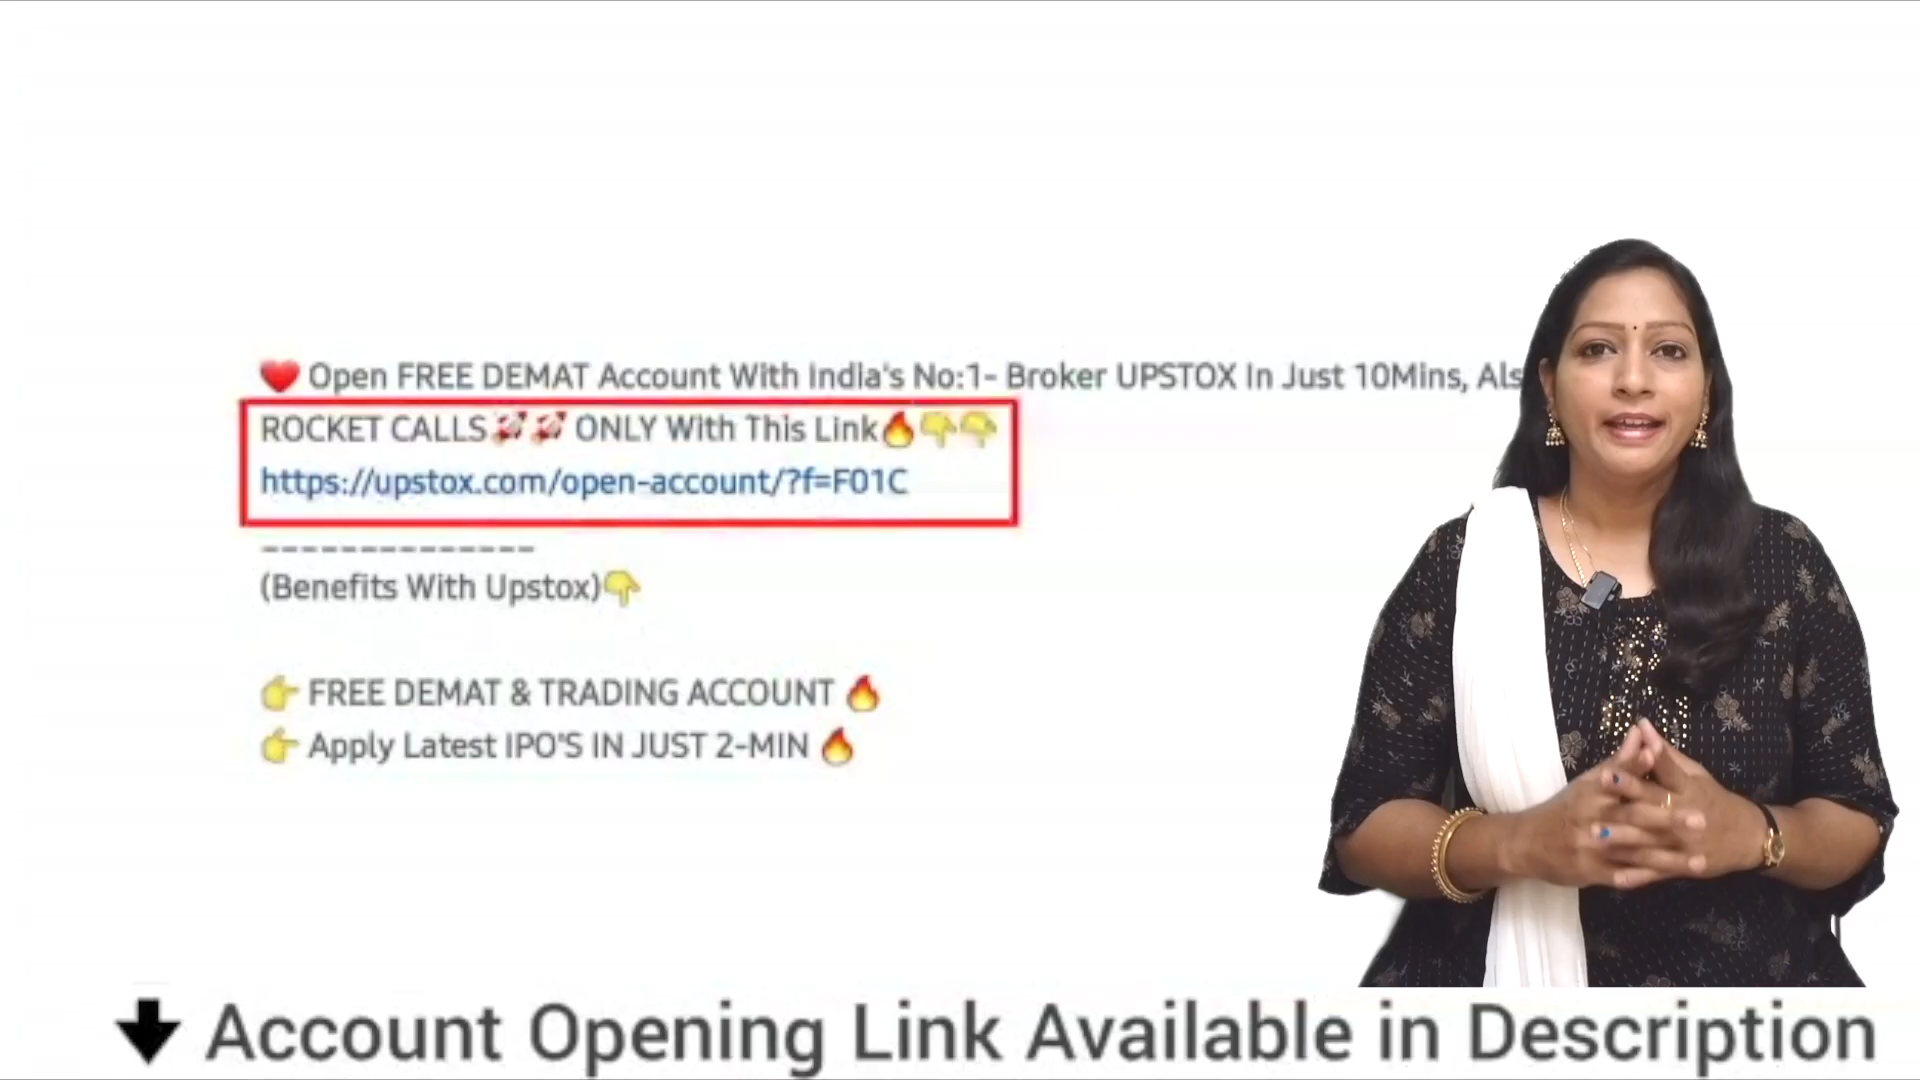 ❤️ Open FREE DEMAT Account With India's No:1- Broker UPSTOX In Just 10Mins, Als
ROCKET CALLS🚀🚀 ONLY With This Link🔥👇👇
https://upstox.com/open-account/?f=F01C
--------------
(Benefits With Upstox)👇
👉 FREE DEMAT & TRADING ACCOUNT 🔥
👉 Apply Latest IPO'S IN JUST 2-MIN 🔥
Account Opening Link Available in Description